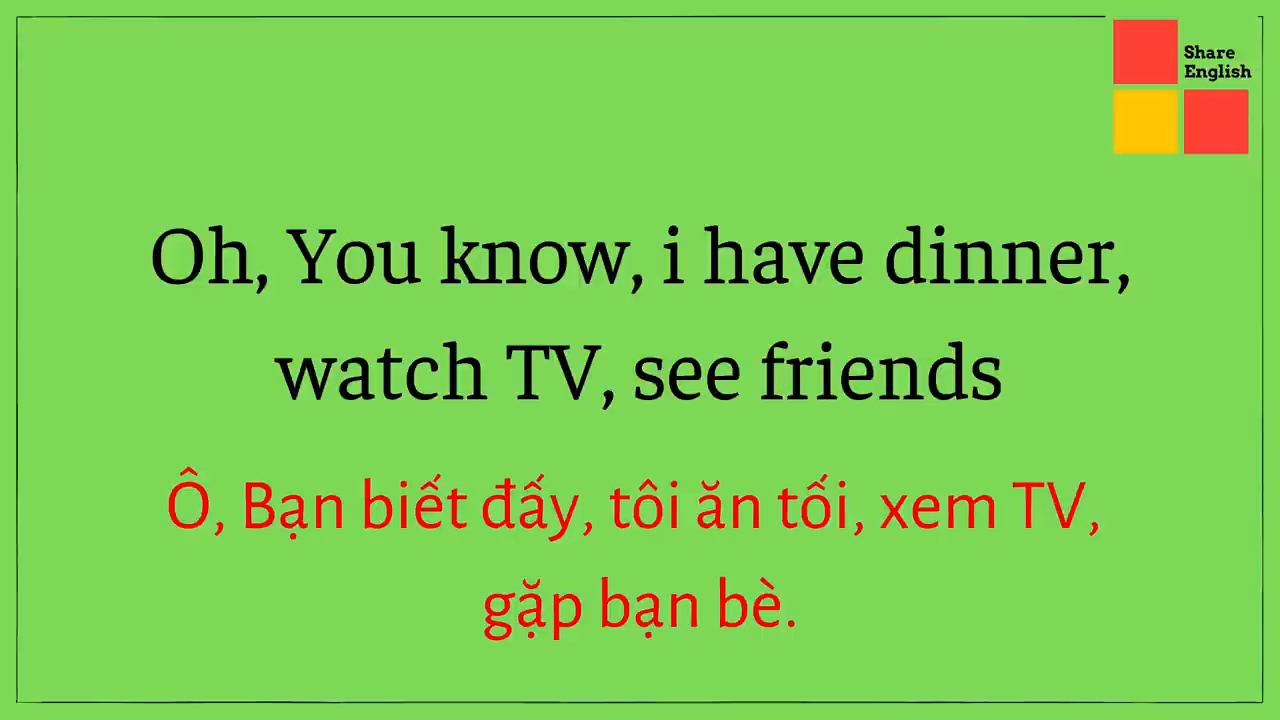 Share
English
Oh, You know, i have dinner,
watch TV, see friends
Ô, Bạn biết đấy, tôi ăn tối, xem TV,
gặp bạn bè.